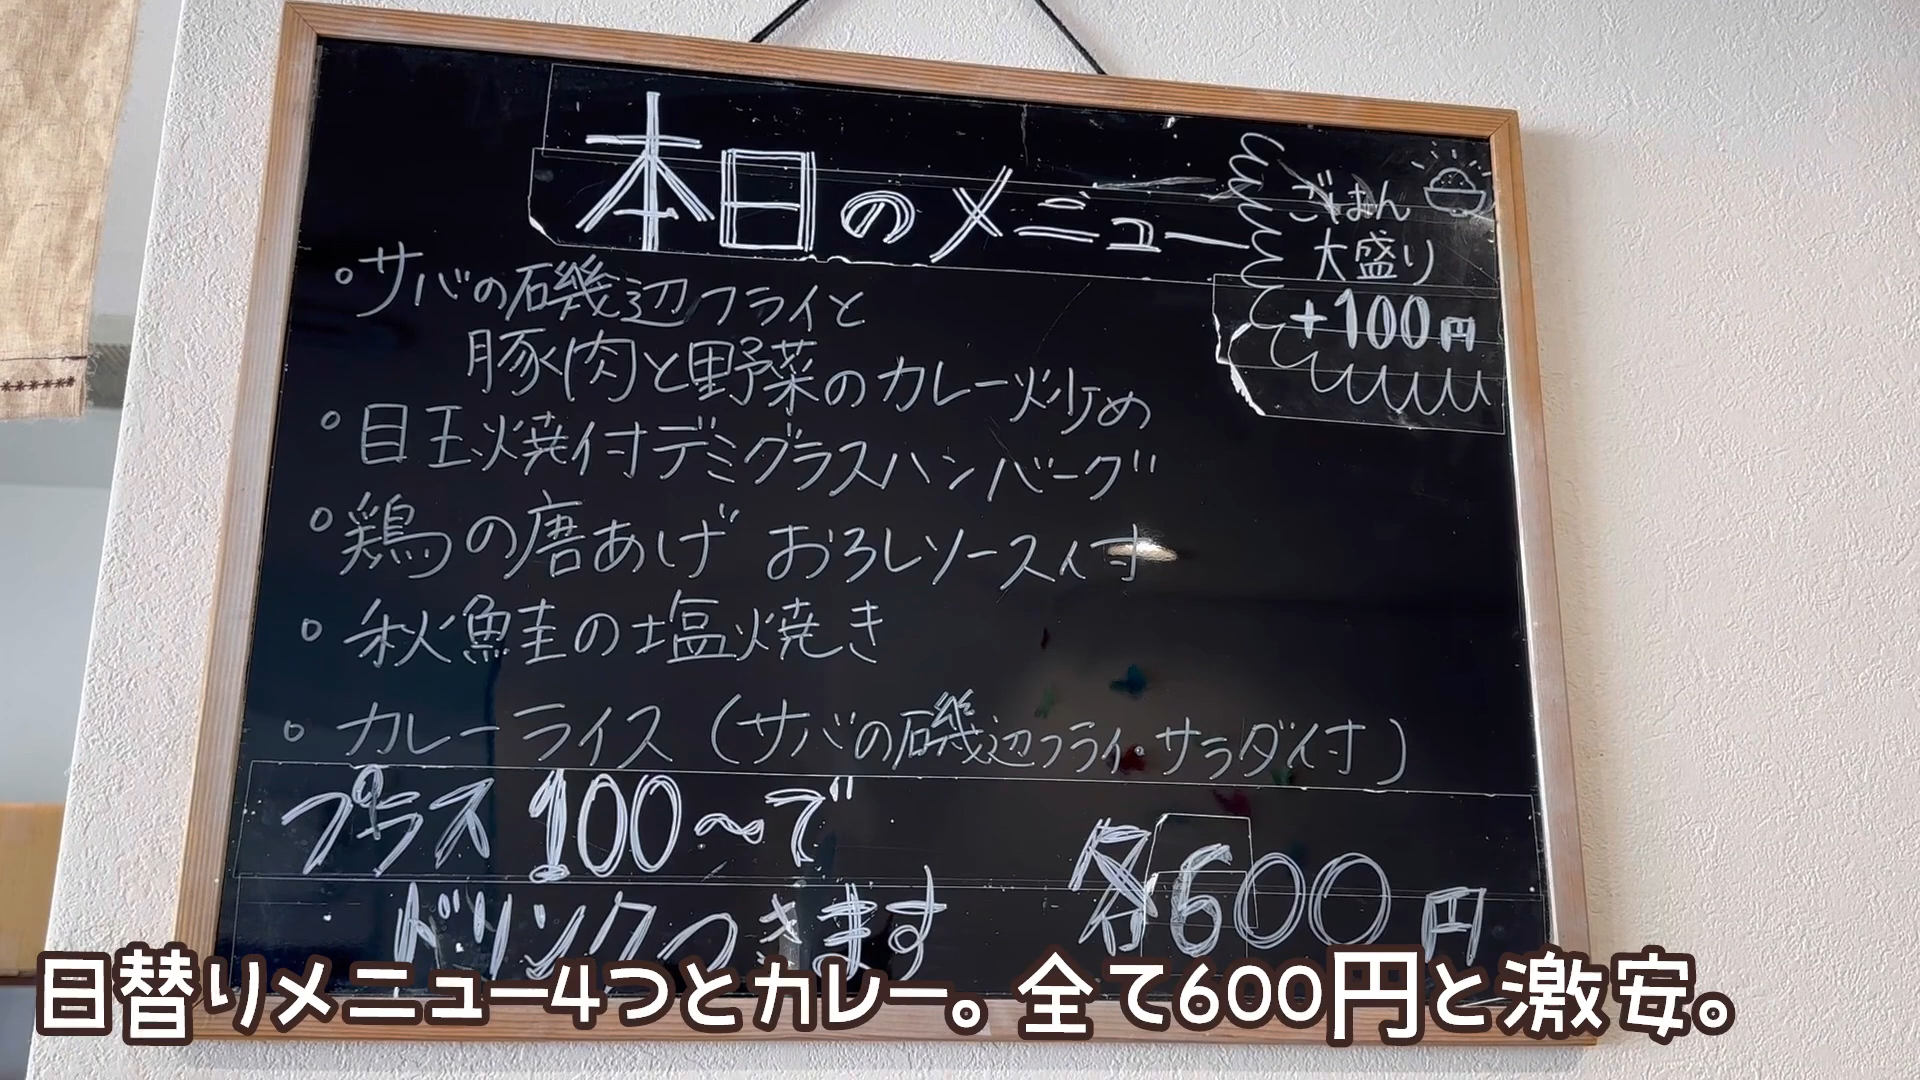 本日のメニュー
ごはん
大盛り
+100円
。サバの磯辺フライと
豚肉と野菜のカレー炒め
。目玉焼付デミグラスハンバーグ
。鶏の唐あげ おろしソース付
。秋鮭の塩焼き
。カレーライス(サバの磯辺フライ・サラダ付)
プラス100~で
ドリンクつきます
各600円
日替りメニュー4つとカレー。全て600円と激安。